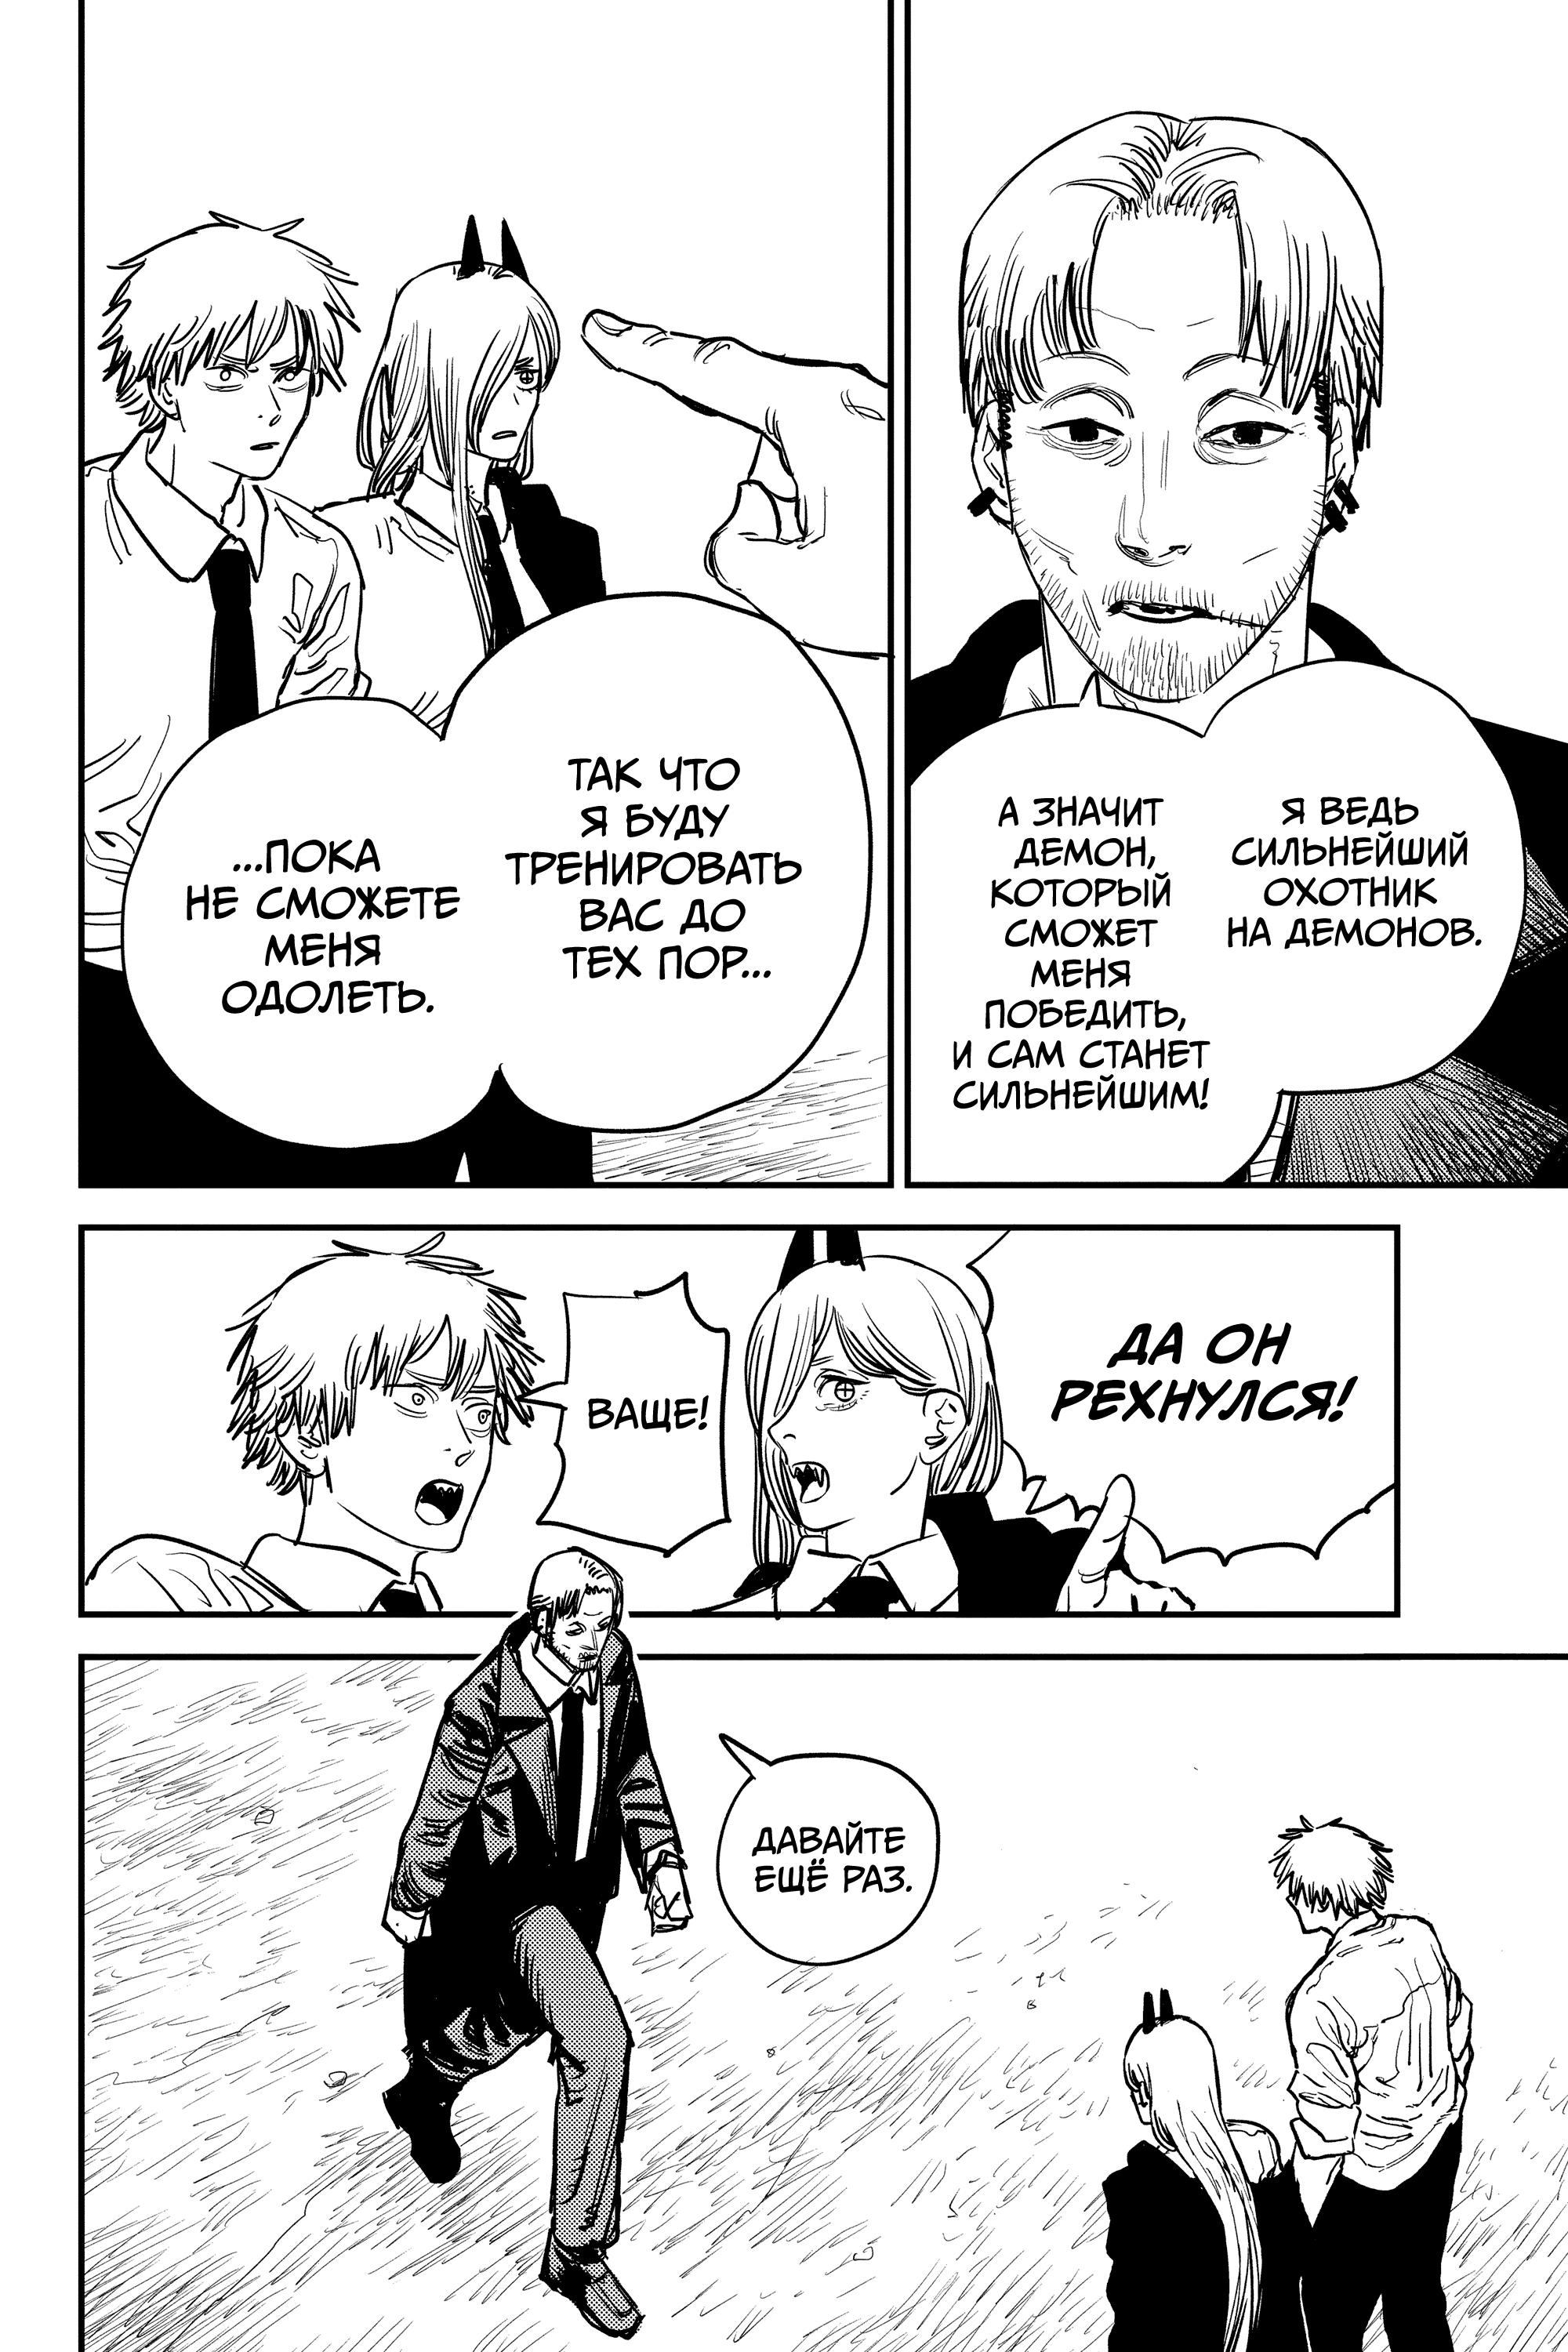 Я ВЕДЬ
СИЛЬНЕЙШИЙ
ОХОТНИК
НА ДЕМОНОВ.
А ЗНАЧИТ
ДЕМОН,
КОТОРЫЙ
СМОЖЕТ
МЕНЯ
ПОБЕДИТЬ,
И САМ СТАНЕТ
СИЛЬНЕЙШИМ!
ТАК ЧТО
Я БУДУ
ТРЕНИРОВАТЬ
ВАС ДО
ТЕХ ПОР...
...ПОКА
НЕ СМОЖЕТЕ
МЕНЯ
ОДОЛЕТЬ.
ДА ОН
РЕХНУЛСЯ!
ВАЩЕ!
ДАВАЙТЕ
ЕЩЁ РАЗ.